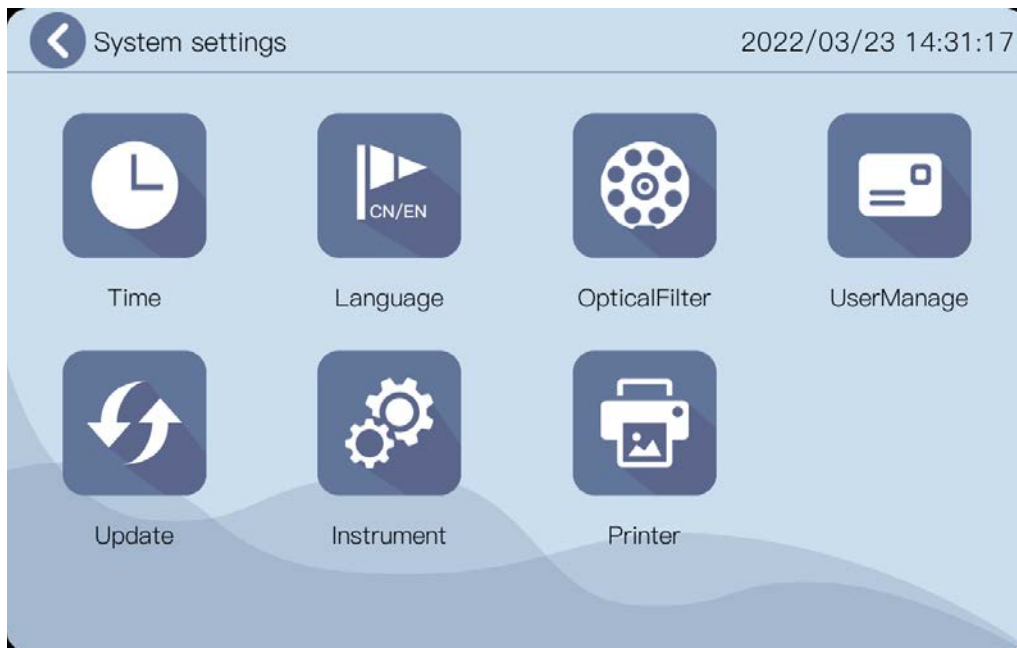 System settings
2022/03/23 14:31:17
CN/EN
Time
Language
OpticalFilter
UserManage
Update
Instrument
Printer